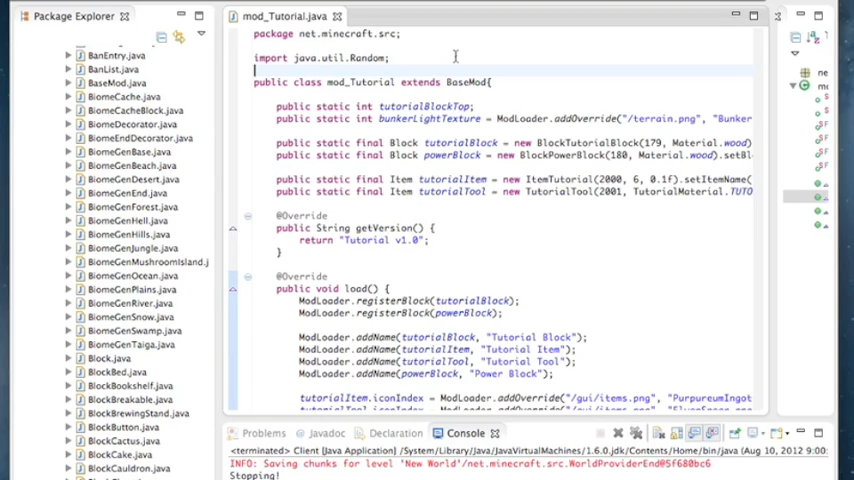 Package Explorer
BanEntry.java
BanList.java
BaseMod.java
BiomeCache.java
BiomeCacheBlock.java
BiomeDecorator.java
BiomeEndDecorator.java
BiomeGenBase.java
BiomeGenBeach.java
BiomeGenDesert.java
BiomeGenEnd.java
BiomeGenForest.java
BiomeGenHell.java
BiomeGenHills.java
BiomeGenJungle.java
BiomeGenMushroomIsland.j
BiomeGenOcean.java
BiomeGenPlains.java
BiomeGenRiver.java
BiomeGenSnow.java
BiomeGenSwamp.java
BiomeGenTaiga.java
Block.java
BlockBed.java
BlockBookshelf.java
BlockBreakable.java
BlockBrewingStand.java
BlockButton.java
BlockCactus.java
BlockCake.java
BlockCauldron.java
mod_Tutorial.java
package net.minecraft.src;
import java.util.Random;
public class mod_Tutorial extends BaseMod{
public static int tutorialBlockTop;
public static int bunkerLightTexture = ModLoader.addOverride("/terrain.png", "Bunker
public static final Block tutorialBlock = new BlockTutorialBlock(179, Material.wood)
public static final Block powerBlock = new BlockPowerBlock(180, Material.wood).setBl
public static final Item tutorialItem = new ItemTutorial(2000, 6, 0.1f).setItemName(
public static final Item tutorialTool = new TutorialTool(2001, TutorialMaterial.TUTO
@Override
public String getVersion() {
return "Tutorial v1.0";
}
@Override
public void load() {
ModLoader.registerBlock(tutorialBlock);
ModLoader.registerBlock(powerBlock);
ModLoader.addName(tutorialBlock, "Tutorial Block");
ModLoader.addName(tutorialItem, "Tutorial Item");
ModLoader.addName(tutorialTool, "Tutorial Tool");
ModLoader.addName(powerBlock, "Power Block");
tutorialItem.iconIndex = ModLoader.addOverride("/gui/items.png", "PurpureumIngot
ne
mo
Problems Javadoc Declaration Console
<terminated> Client [Java Application] /System/Library/Java/JavaVirtualMachines/1.6.0.jdk/Contents/Home/bin/java (Aug 10, 2012 9:00:
INFO: Saving chunks for level 'New World'/net.minecraft.src.WorldProviderEnd@5f680bc6
Stopping!